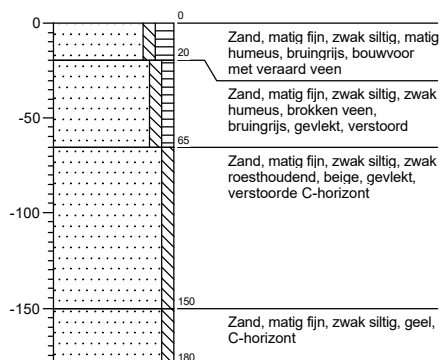 0
0
Zand, matig fijn, zwak siltig, matig
humeus, bruingrijs, bouwvoor
met veraard veen
20
Zand, matig fijn, zwak siltig, zwak
humeus, brokken veen,
bruingrijs, gevlekt, verstoord
-50
65
Zand, matig fijn, zwak siltig, zwak
roesthoudend, beige, gevlekt,
verstoorde C-horizont
-100
-150
150
Zand, matig fijn, zwak siltig, geel,
C-horizont
180